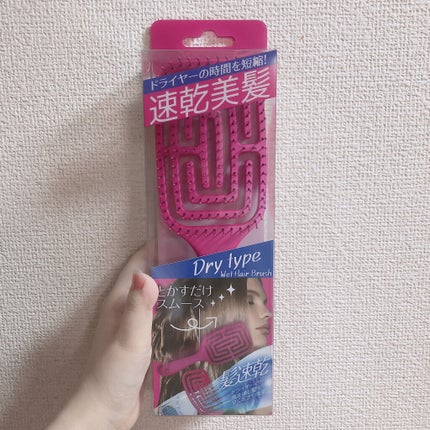 ドライヤーの時間を短縮!
速乾美髪
Dry type
Wet Hair Brush
とかすだけ
スムース
髪速乾